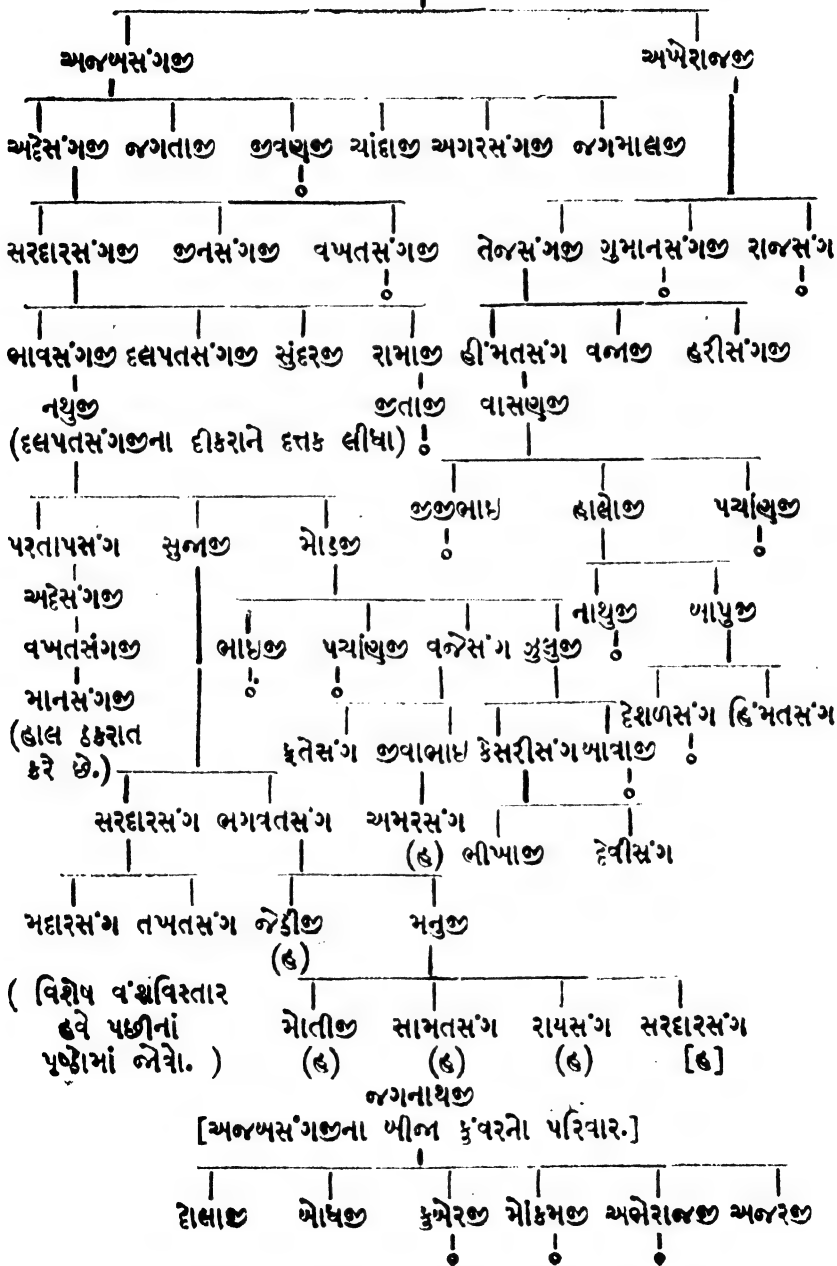 અજબસંગજી અખેરાજજી
અદેસંગજી જગતાજી જીવણજી ચાંદાજી અગરસંગજી જગમાલજી
સરદારસંગજી જીનસંગજી વખતસંગજી તેજસંગજી ગુમાનસંગજી રાજસંગ
ભાવસંગજી દલપતસંગજી સુંદરજી રામાજી હીંમતસંગ વજાજી હરીસંગજી
નથુજી જીતાજી વાસણજી
(દલપતસંગજીના દીકરાને દત્તક લીધા)
જીજીભાઇ હાલોજી પચાંણજી
પરતાપસંગ સુજાજી મોડજી
અદેસંગજી નાથુજી બાપુજી
વખતસંગજી ભાઇજી પચાંણજી વજેસંગ ઝુલુજી
માનસંગજી દેશળસંગ હિંમતસંગ
(હાલ ઠકરાત ફતેસંગ જીવાભાઇ કેસરીસંગ બાવાજી
કરે છે.)
સરદારસંગ ભગવતસંગ અમરસંગ
(હ) ભીખાજી દેવીસંગ
મદારસંગ તખતસંગ જેઠીજી મનુજી
(હ)
( વિશેષ વંશવિસ્તાર
હવે પછીનાં મોતીજી સામતસંગ રાયસંગ સરદારસંગ
પૃષ્ઠોમાં જોવો. ) (હ) (હ) (હ) [હ]
જગનાથજી
[અજબસંગજીના બીજા કુંવરનો પરિવાર.]
દોલાજી બોધજી કુબેરજી મોંકમજી અભેરાજજી અજરજી